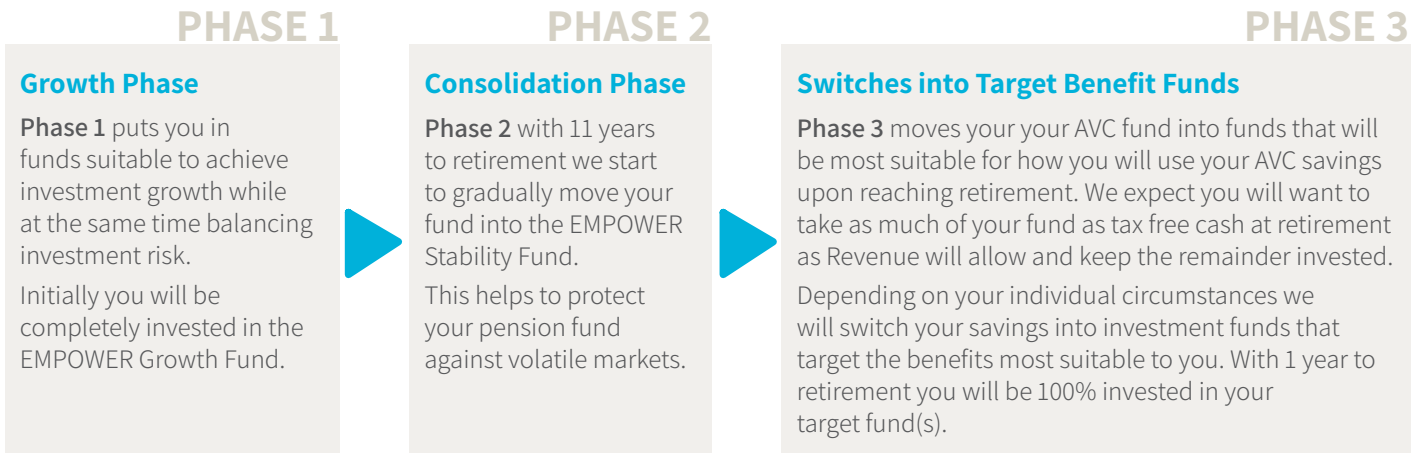 PHASE 1
Growth Phase
Phase 1 puts you in
funds suitable to achieve
investment growth while
at the same time balancing
investment risk.
Initially you will be
completely invested in the
EMPOWER Growth Fund.
PHASE 2
Consolidation Phase
Phase 2 with 11 years
to retirement we start
to gradually move your
fund into the EMPOWER
Stability Fund.
This helps to protect
your pension fund
against volatile markets.
PHASE 3
Switches into Target Benefit Funds
Phase 3 moves your your AVC fund into funds that will
be most suitable for how you will use your AVC savings
upon reaching retirement. We expect you will want to
take as much of your fund as tax free cash at retirement
as Revenue will allow and keep the remainder invested.
Depending on your individual circumstances we
will switch your savings into investment funds that
target the benefits most suitable to you. With 1 year to
retirement you will be 100% invested in your
target fund(s).